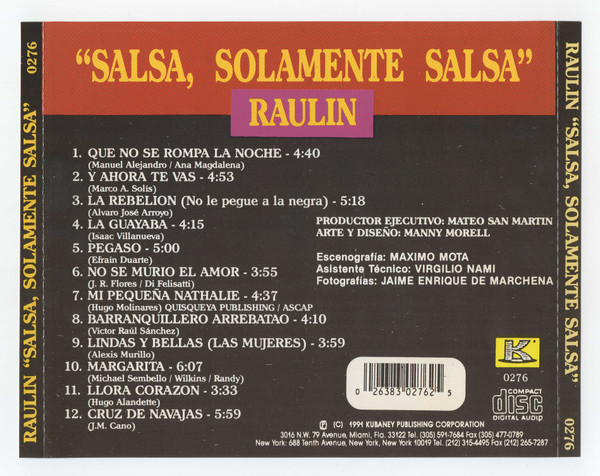 "SALSA, SOLAMENTE SALSA"
RAULIN
1. QUE NO SE ROMPA LA NOCHE - 4:40
(Manuel Alejandro / Ana Magdalena)
2. Y AHORA TE VAS - 4:53
(Marco A. Solis)
3. LA REBELION (No le pegue a la negra) - 5:18
(Alvaro José Arroyo)
4. LA GUAYABA - 4:15
(Isaac Villanueva)
5. PEGASO - 5:00
(Efrain Duarte)
6. NO SE MURIO EL AMOR - 3:55
(J. R. Flores / Di Felisatti)
7. MI PEQUEÑA NATHALIE - 4:37
(Hugo Molinares) QUISQUEYA PUBLISHING / ASCAP
8. BARRANQUILLERO ARREBATAO - 4:10
(Victor Raúl Sánchez)
9. LINDAS Y BELLAS (LAS MUJERES) - 3:59
(Alexis Murillo)
10. MARGARITA - 6:07
(Michael Sembello / Wilkins / Randy)
11. LLORA CORAZON - 3:33
(Hugo Alandette)
12. CRUZ DE NAVAJAS - 5:59
(J.M. Cano)
PRODUCTOR EJECUTIVO: MATEO SAN MARTIN
ARTE Y DISEÑO: MANNY MORELL
Escenografía: MAXIMO MOTA
Asistente Técnico: VIRGILIO NAMI
Fotografías: JAIME ENRIQUE DE MARCHENA
K
0276
COMPACT
disc
DIGITAL AUDIO
0 26383 02762 5
℗ (C) 1991 KUBANEY PUBLISHING CORPORATION
3016 N.W. 79 Avenue, Miami, Fla. 33122 Tel. (305) 591-7684 Fax (305) 477-0789
New York: 688 Tenth Avenue, New York, New York 10019 Tel. (212) 315-4495 Fax (212) 265-7287
RAULIN "SALSA, SOLAMENTE SALSA" 0276
RAULIN "SALSA, SOLAMENTE SALSA" 0276